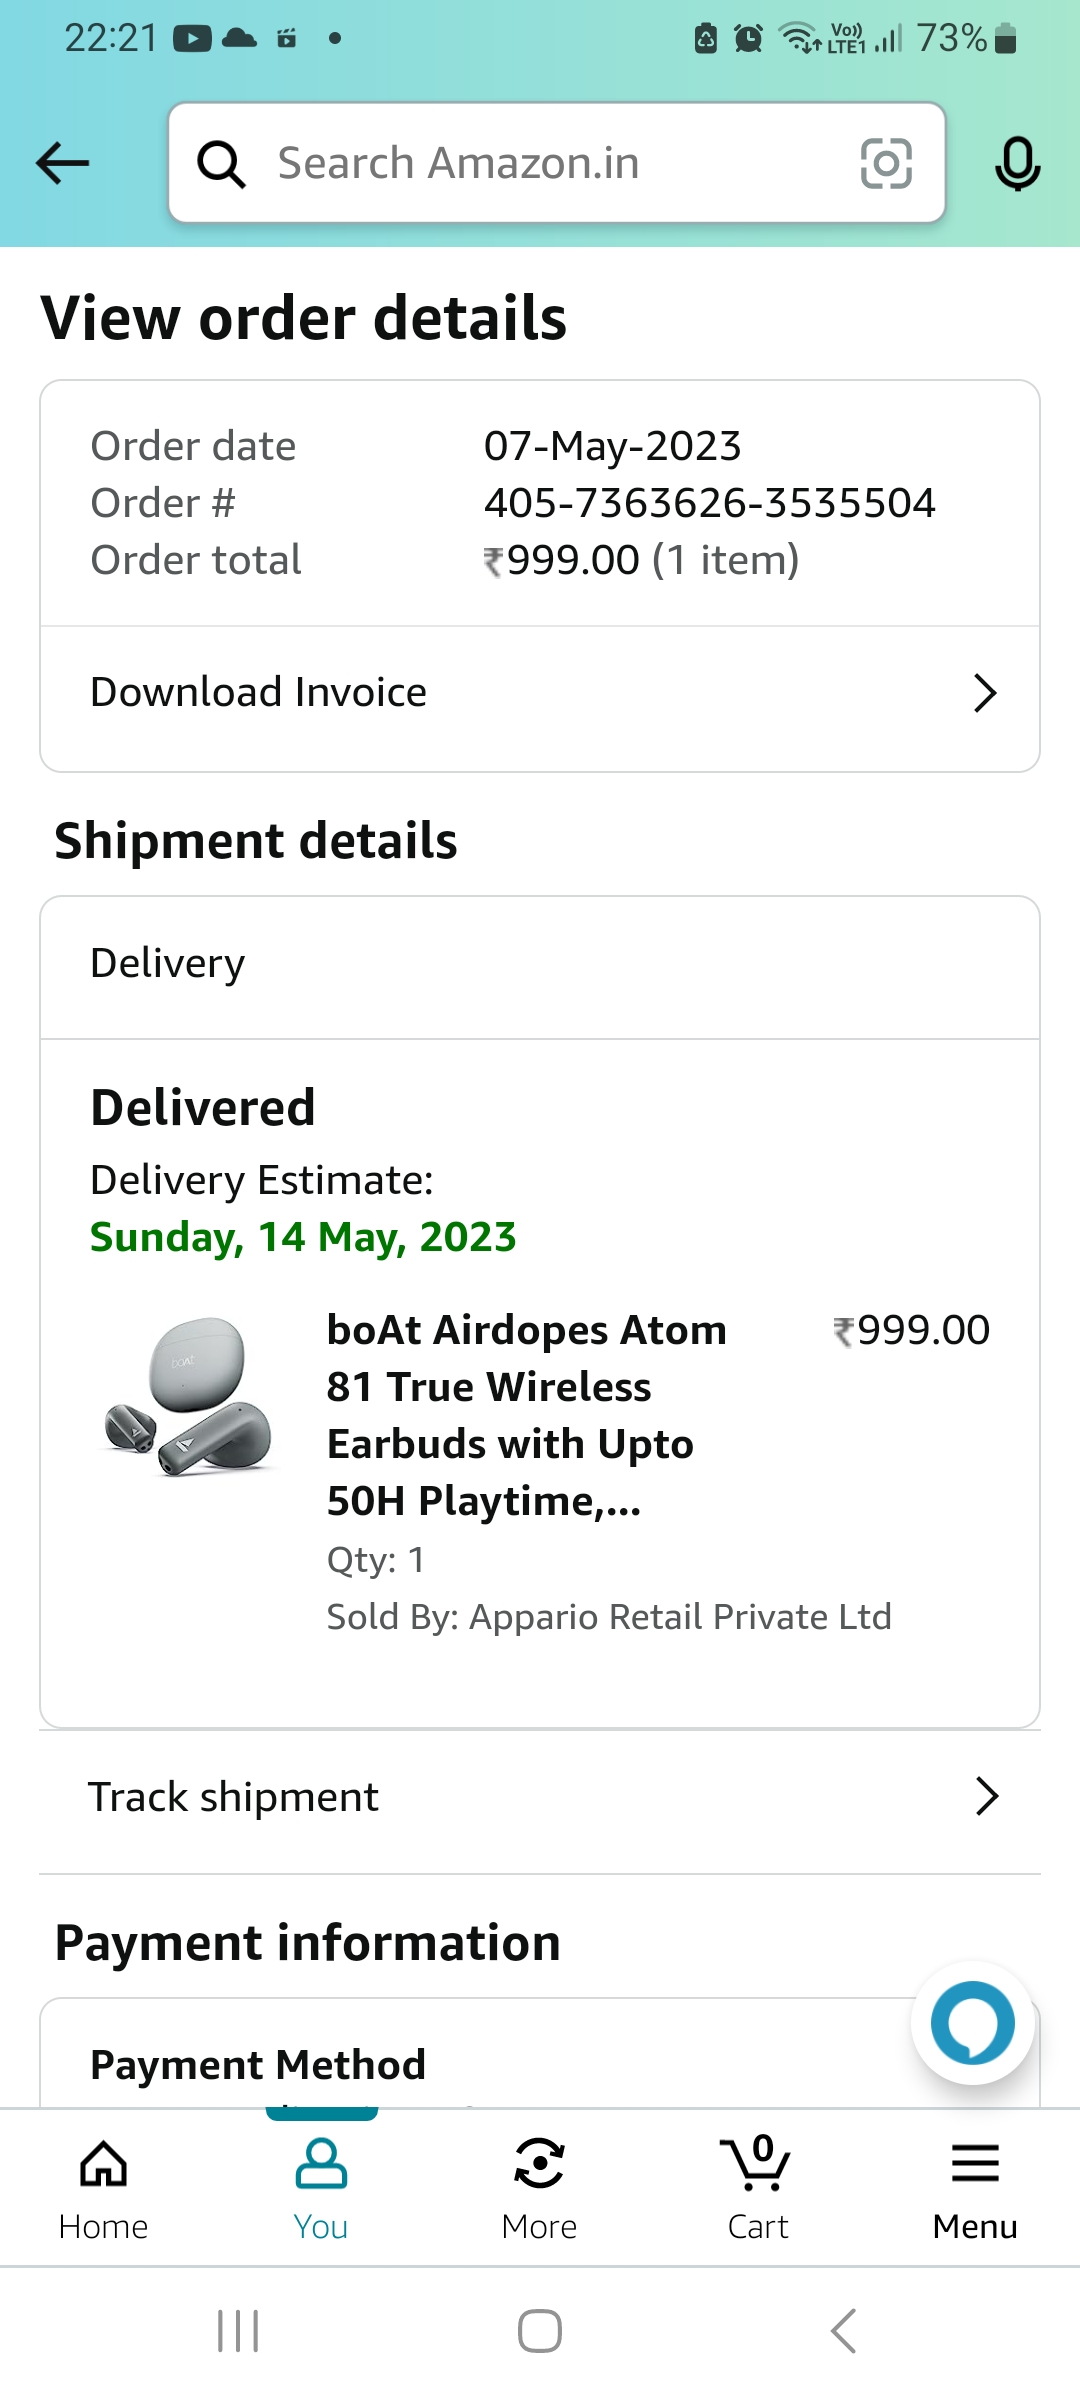 22:21 Vo)) LTE1 73%
Search Amazon.in
View order details
Order date 07-May-2023
Order # 405-7363626-3535504
Order total ₹999.00 (1 item)
Download Invoice
Shipment details
Delivery
Delivered
Delivery Estimate:
Sunday, 14 May, 2023
boAt
boAt Airdopes Atom ₹999.00
81 True Wireless
Earbuds with Upto
50H Playtime,...
Qty: 1
Sold By: Appario Retail Private Ltd
Track shipment
Payment information
Payment Method
0
Home You More Cart Menu